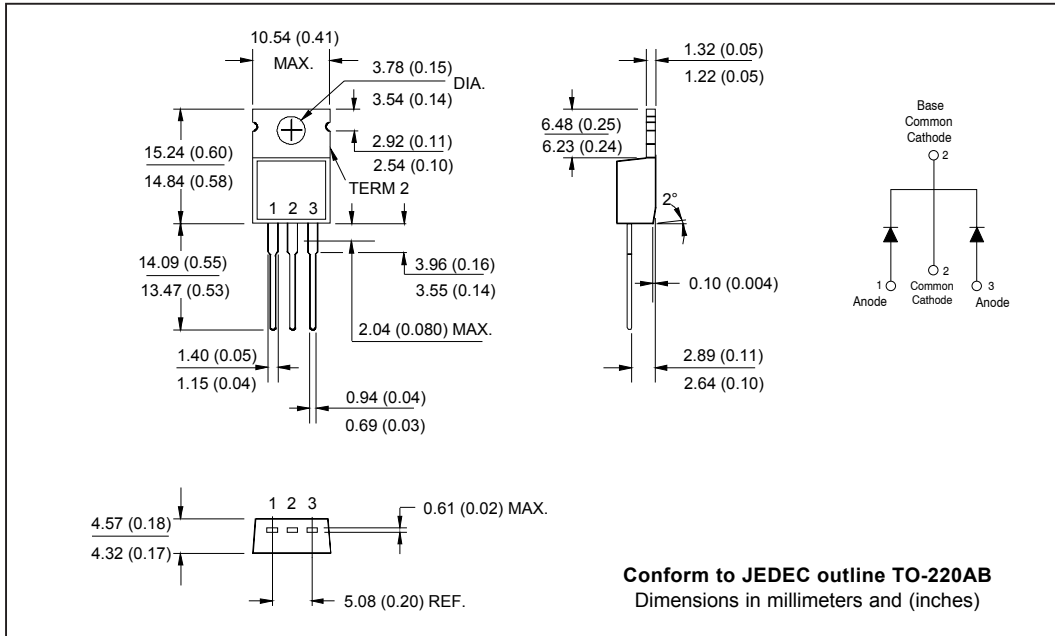 10.54 (0.41)
MAX.
3.78 (0.15)
DIA.
3.54 (0.14)
15.24 (0.60)
14.84 (0.58)
2.92 (0.11)
2.54 (0.10)
TERM 2
1 2 3
14.09 (0.55)
13.47 (0.53)
3.96 (0.16)
3.55 (0.14)
2.04 (0.080) MAX.
1.40 (0.05)
1.15 (0.04)
0.94 (0.04)
0.69 (0.03)
1.32 (0.05)
1.22 (0.05)
6.48 (0.25)
6.23 (0.24)
2°
0.10 (0.004)
2.89 (0.11)
2.64 (0.10)
Base
Common
Cathode
2
2
1
Anode
Common
Cathode
3
Anode
1 2 3
4.57 (0.18)
4.32 (0.17)
0.61 (0.02) MAX.
5.08 (0.20) REF.
Conform to JEDEC outline TO-220AB
Dimensions in millimeters and (inches)